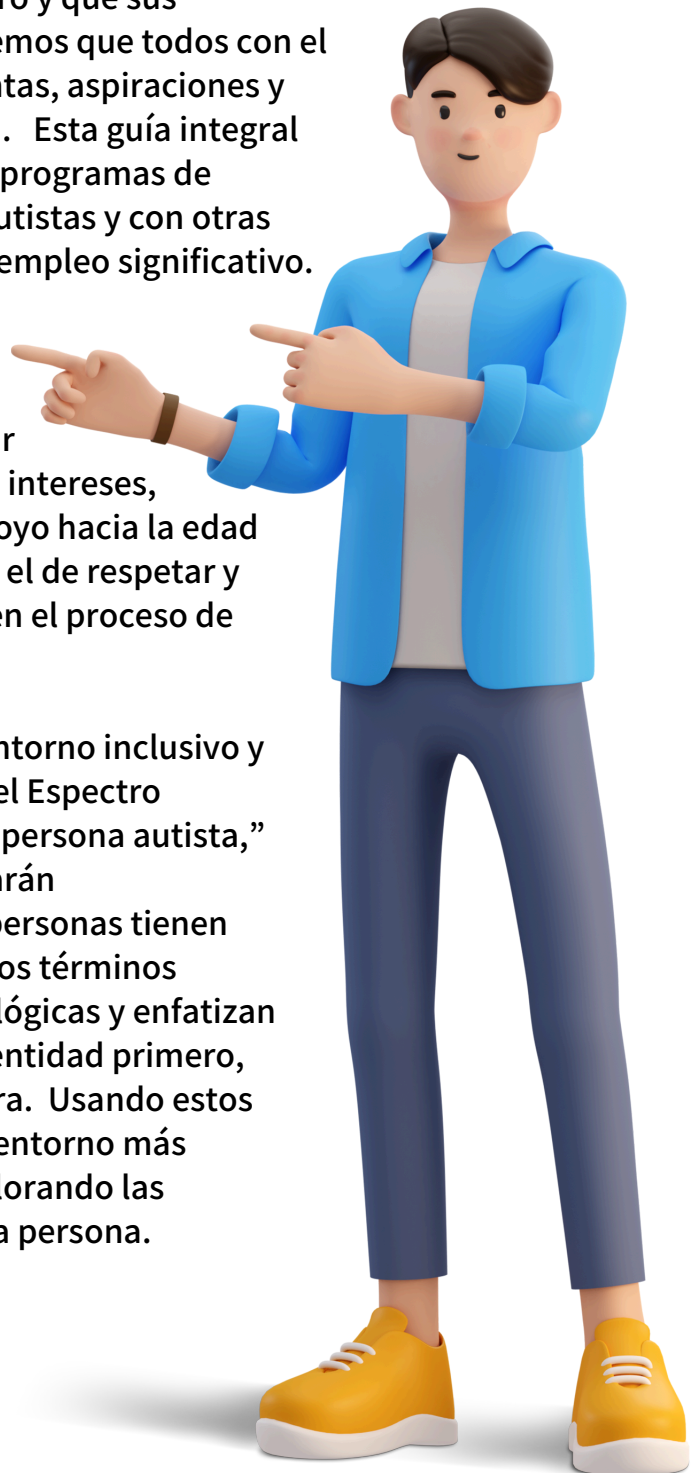 ro y que sus
emos que todos con el
tas, aspiraciones y
. Esta guía integral
programas de
utistas y con otras
empleo significativo.
r
intereses,
oyo hacia la edad
el de respetar y
en el proceso de
ntorno inclusivo y
el Espectro
persona autista,”
arán
personas tienen
os términos
lógicas y enfatizan
entidad primero,
ra. Usando estos
entorno más
lorando las
a persona.